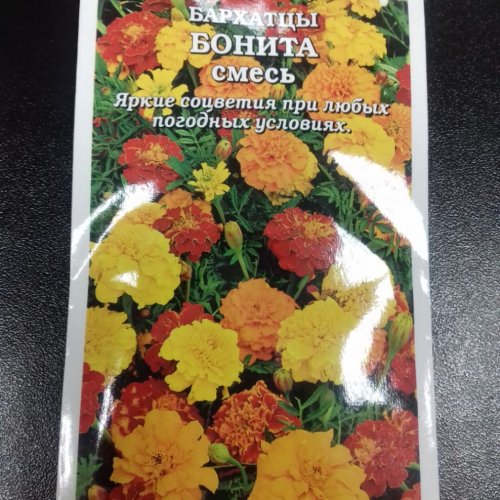 БАРХАТЦЫ
БОНИТА
смесь
Яркие соцветия при любых
погодных условиях.